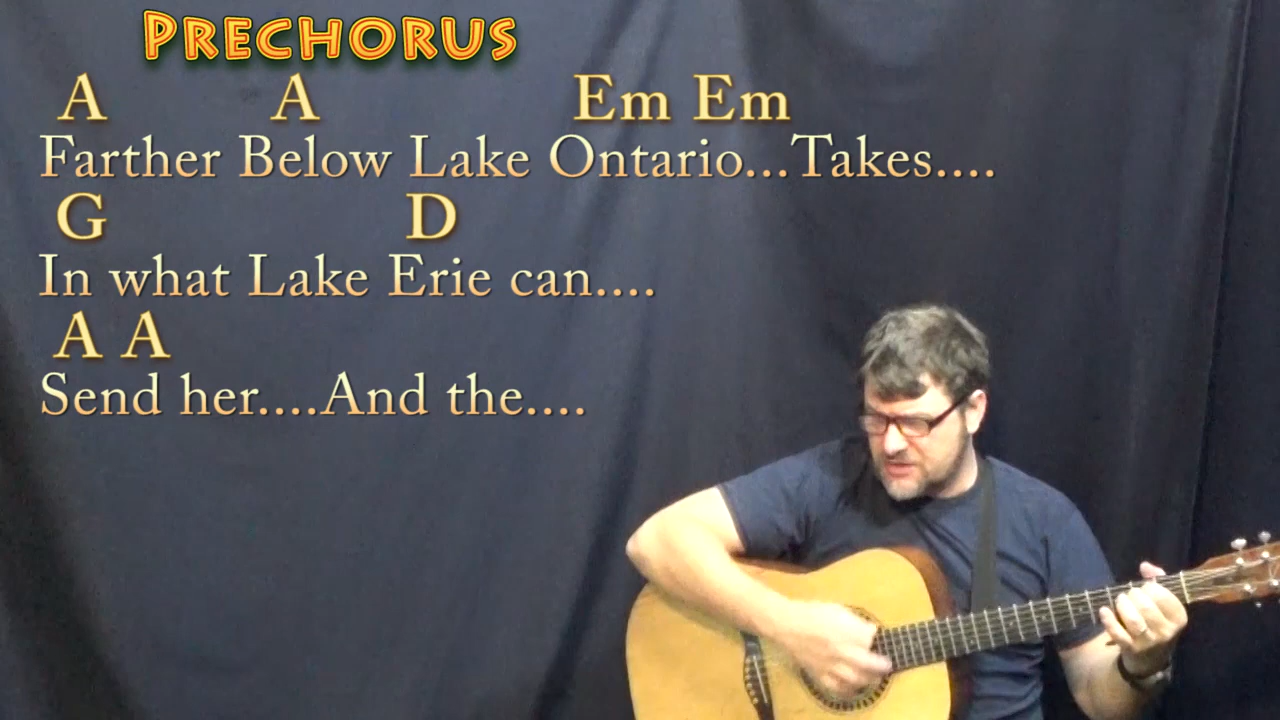 PRECHORUS
A A Em Em
Farther Below Lake Ontario...Takes....
G D
In what Lake Erie can....
A A
Send her....And the....